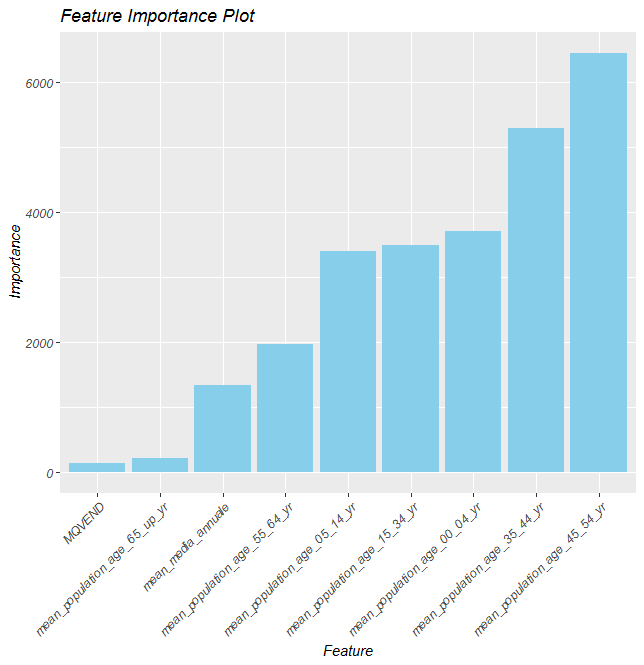 Feature Importance Plot
6000
4000
2000
0
Importance
MQVEND
mean_population_age_65_up_yr
mean_media_annuale
mean_population_age_55_64_yr
mean_population_age_05_14_yr
mean_population_age_15_34_yr
mean_population_age_00_04_yr
mean_population_age_35_44_yr
mean_population_age_45_54_yr
Feature